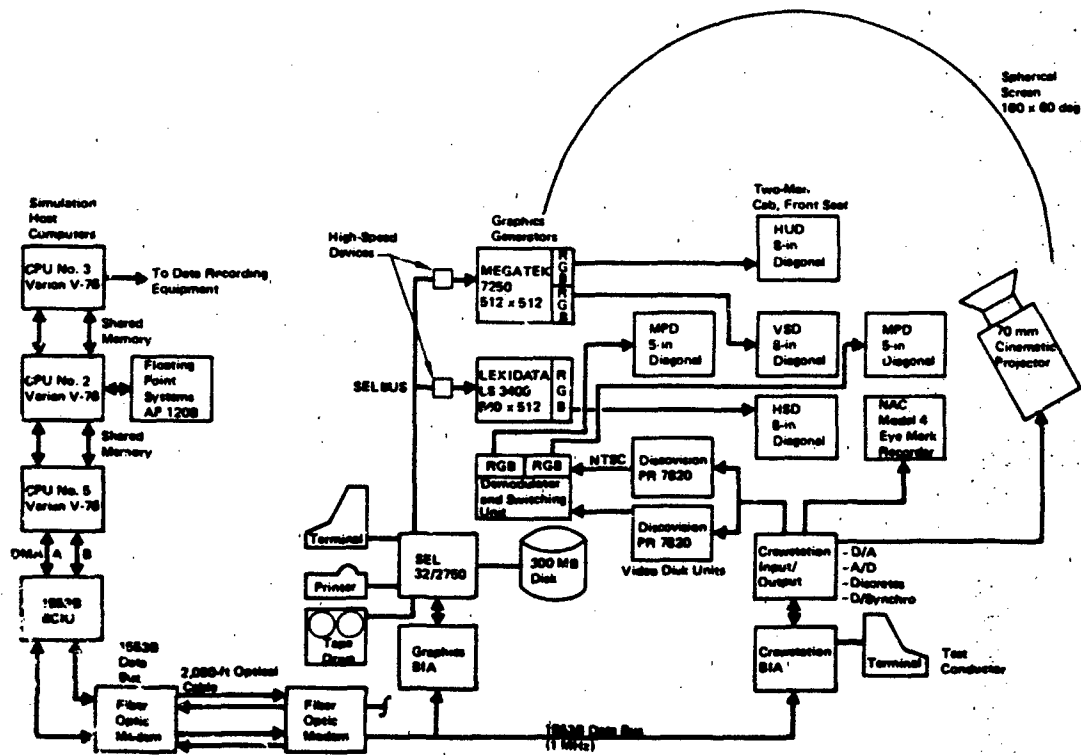 Spherical
Screen
160 x 60 deg
Simulation
Host
Computers
CPU No. 3
Varian V-76
To Data Recording
Equipment
Shared
Memory
CPU No. 2
Varian V-76
Floating
Point
Systems
AP 120B
Shared
Memory
CPU No. 5
Varian V-76
DMA A
B
1553B
BCIU
1553B
Data
Bus
2,000-ft Optical
Cable
Fiber
Optic
Modem
Fiber
Optic
Modem
1553B Data Bus
(1 MHz)
High-Speed
Devices
SELBUS
Graphics
Generators
MEGATEK
7250
512 x 512
R
G
B
R
G
B
LEXIDATA
LS 3400
640 x 512
R
G
B
RGB
RGB
Demodulator
and Switching
Unit
NTSC
Discovision
PR 7820
Discovision
PR 7820
Video Disk Units
Terminal
Printer
Tape
Drive
SEL
32/2750
300 MB
Disk
Graphics
BIA
Two-Man
Cab, Front Seat
HUD
8-in
Diagonal
MPD
5-in
Diagonal
VSD
8-in
Diagonal
MPD
5-in
Diagonal
HSD
8-in
Diagonal
NAC
Model 4
Eye Mark
Recorder
70 mm
Cinematic
Projector
Crewstation
Input/
Output
- D/A
- A/D
- Discretes
- D/Synchro
Crewstation
BIA
Terminal
Test
Conductor